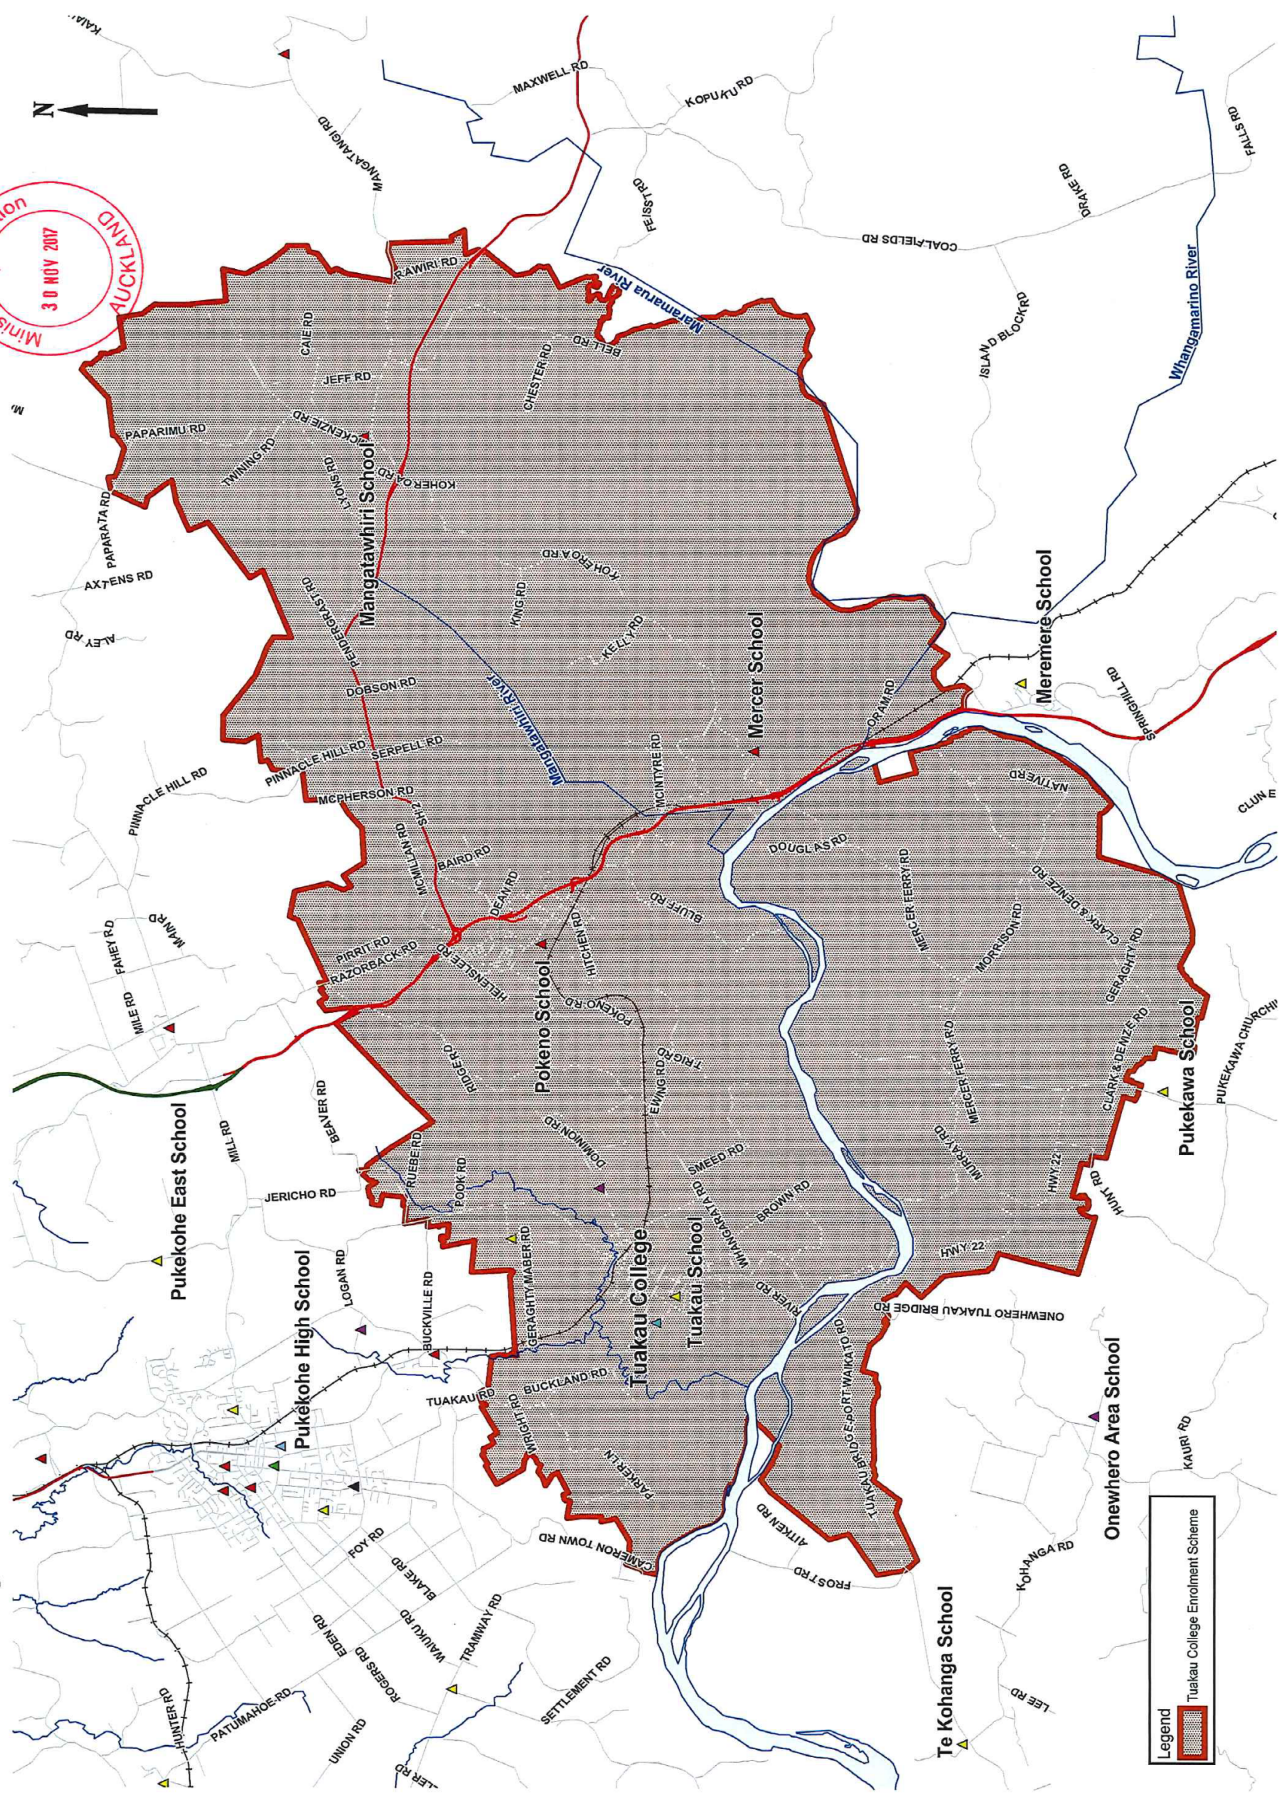 N
Minis
ion
30 NOV 2017
AUCKLAND
MANGATANGI RD
MAXWELL RD
KOPUKU RD
FEISST RD
COALFIELDS RD
DRAKE RD
FALLS RD
ISLAND BLOCK RD
Maramarua River
Whangamarino River
RAWIRI RD
CAIE RD
JEFF RD
BELL RD
CHESTER RD
PAPARIMU RD
TWINING RD
LYONS RD
MCKENZIE RD
KOHEROA RD
KOHEROA RD
Mangatawhiri School
PAPARATA RD
AXTENS RD
ALEY RD
PENDERGAST RD
DOBSON RD
KING RD
KELLY RD
Mangatawhiri River
Mercer School
Meremere School
ORAM RD
SPRINGHILL RD
PINNACLE HILL RD
PINNACLE HILL RD
SERPELL RD
MCPHERSON RD
SH2
MCMILLAN RD
BAIRD RD
DEAN RD
MCINTYRE RD
NATIVE RD
CLUNE
DOUGLAS RD
FAHEY RD
MAIN RD
MILE RD
PIRRIT RD
RAZORBACK RD
HELENSLEE RD
HITCHEN RD
BLUFF RD
Pokeno School
POKENO RD
MERCER FERRY RD
MORRISON RD
CLARK & DENIZE RD
GERAGHTY RD
CLARK & DENIZE RD
MERCER FERRY RD
Pukekawa School
PUKEKAWA CHURCH
MILL RD
BEAVER RD
RIDGE RD
TRIG RD
EWING RD
DOMINION RD
SMEED RD
MURRAY RD
HWY 22
HUNT RD
Pukekohe East School
JERICHO RD
RUEBE RD
POOK RD
WHANGARATA RD
BROWN RD
HWY 22
Pukekohe High School
LOGAN RD
BUCKVILLE RD
GERAGHTY MABER RD
Tuakau College
Tuakau School
RIVER RD
ONEWHERO TUAKAU BRIDGE RD
TUAKAU RD
WRIGHT RD
BUCKLAND RD
PARKER LN
TUAKAU BRIDGE-PORT WAIKATO RD
Onewhero Area School
KAURI RD
CAMERON TOWN RD
AITKEN RD
FROST RD
KOHANGA RD
Te Kohanga School
LEE RD
FOY RD
BLAKE RD
EDEN RD
WAIUKU RD
ROGERS RD
TRAMWAY RD
SETTLEMENT RD
HUNTER RD
PATUMAHOE RD
UNION RD
LER RD
Legend
Tuakau College Enrolment Scheme